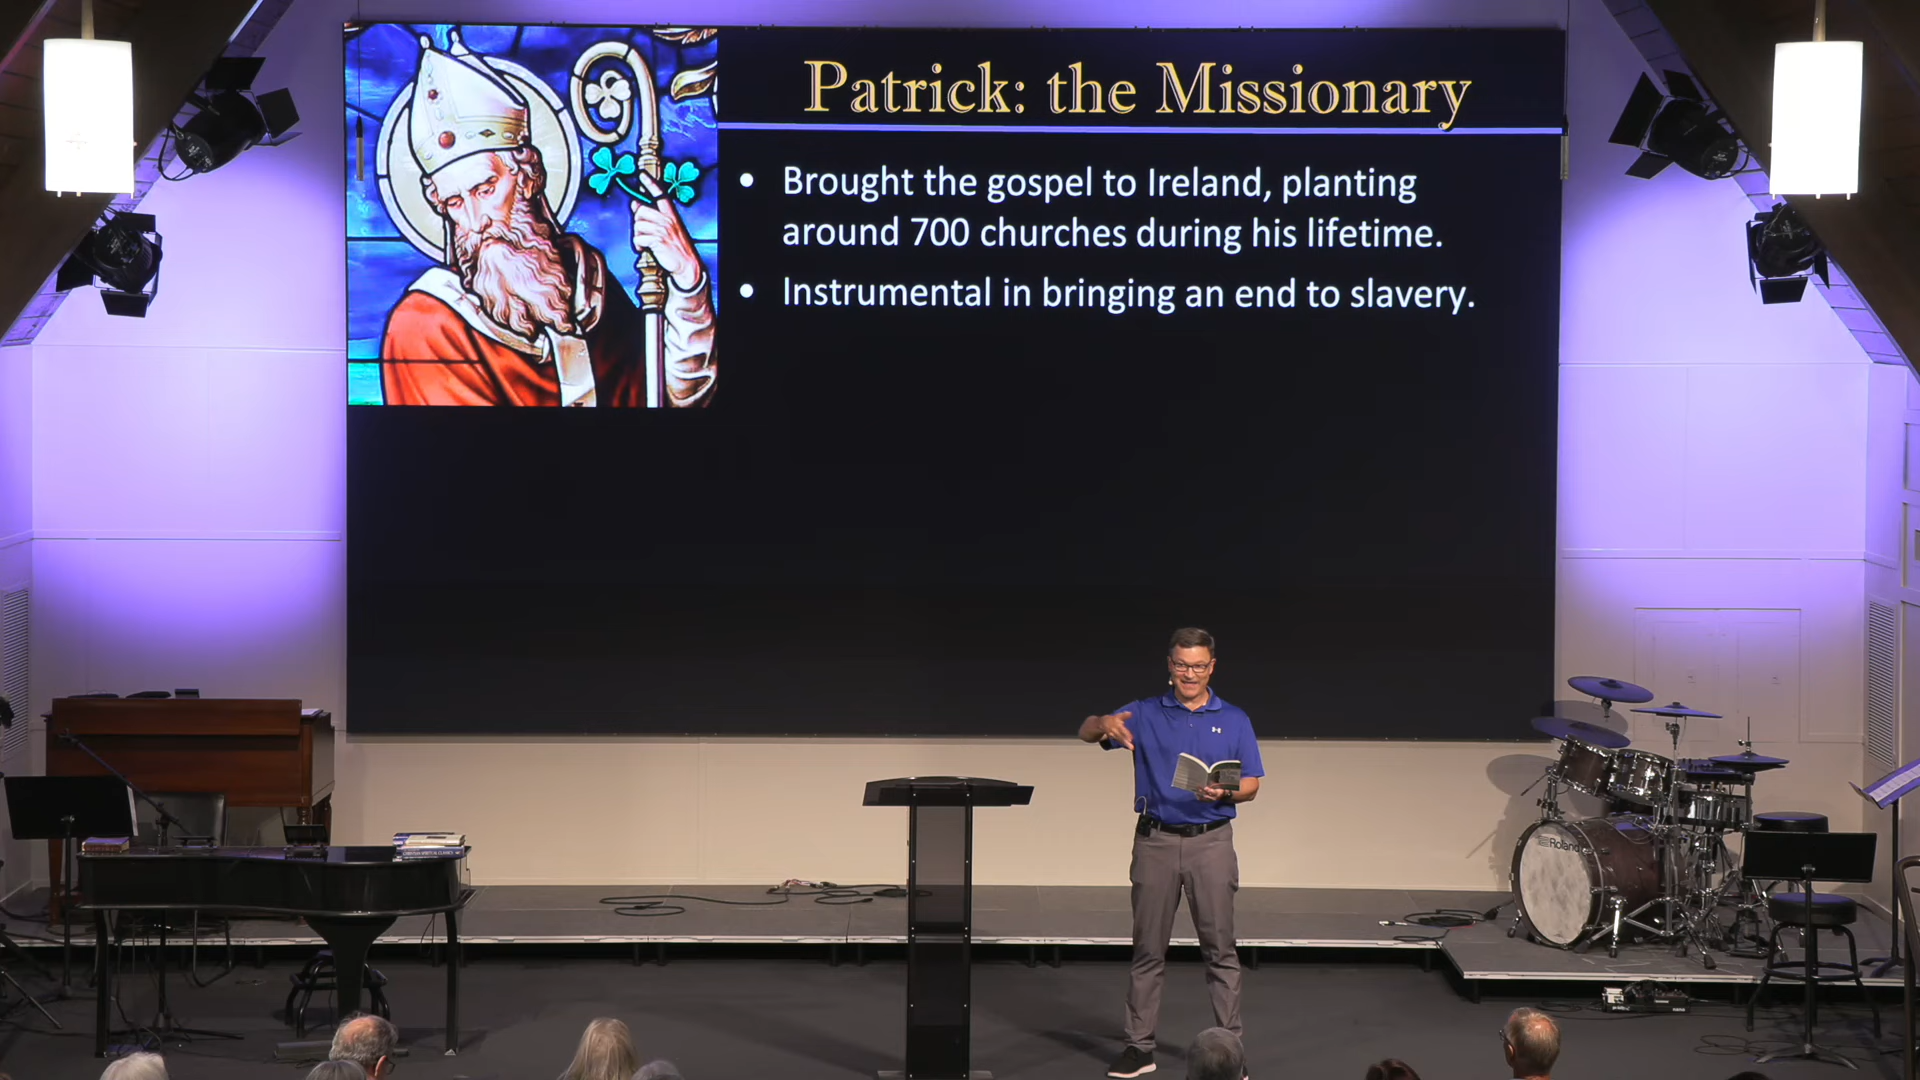 Patrick: the Missionary
• Brought the gospel to Ireland, planting
around 700 churches during his lifetime.
• Instrumental in bringing an end to slavery.
Roland